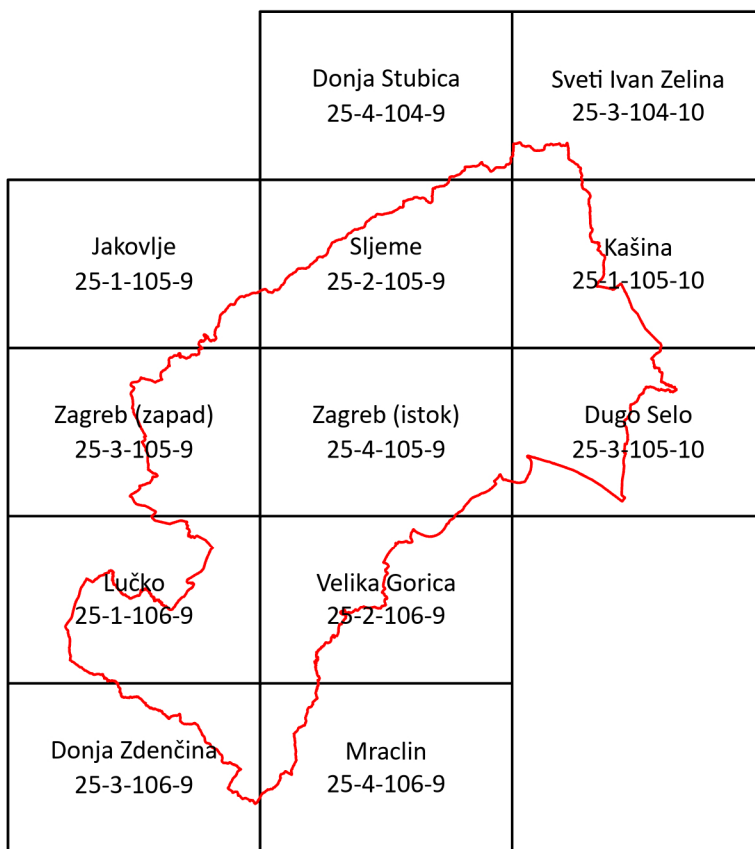 Donja Stubica
25-4-104-9
Sveti Ivan Zelina
25-3-104-10
Jakovlje
25-1-105-9
Sljeme
25-2-105-9
Kašina
25-1-105-10
Zagreb (zapad)
25-3-105-9
Zagreb (istok)
25-4-105-9
Dugo Selo
25-3-105-10
Lučko
25-1-106-9
Velika Gorica
25-2-106-9
Donja Zdenčina
25-3-106-9
Mraclin
25-4-106-9